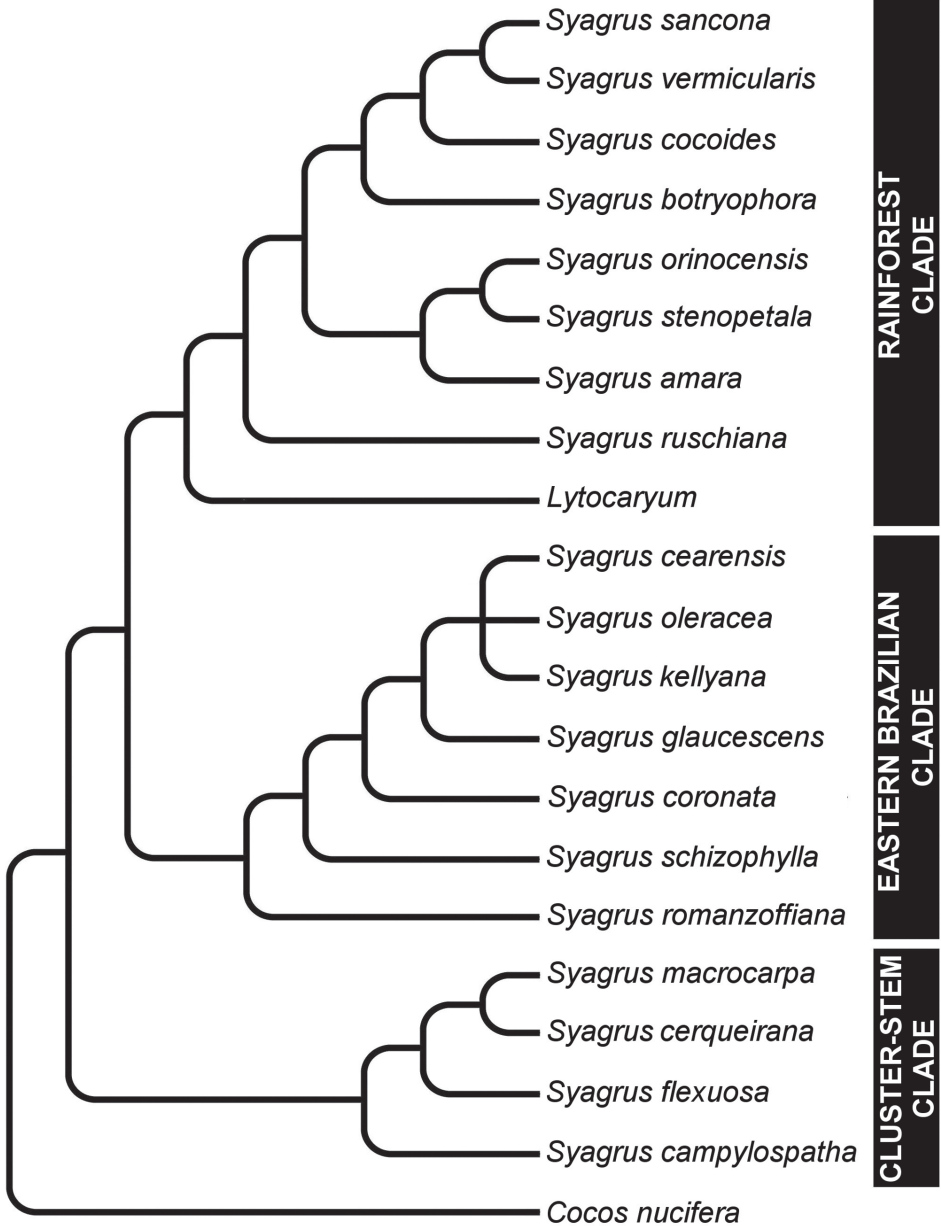 Syagrus sancona
Syagrus vermicularis
Syagrus cocoides
Syagrus botryophora
Syagrus orinocensis
Syagrus stenopetala
Syagrus amara
Syagrus ruschiana
Lytocaryum
RAINFOREST
CLADE
Syagrus cearensis
Syagrus oleracea
Syagrus kellyana
Syagrus glaucescens
Syagrus coronata
Syagrus schizophylla
Syagrus romanzoffiana
EASTERN BRAZILIAN
CLADE
Syagrus macrocarpa
Syagrus cerqueirana
Syagrus flexuosa
Syagrus campylospatha
CLUSTER-STEM
CLADE
Cocos nucifera